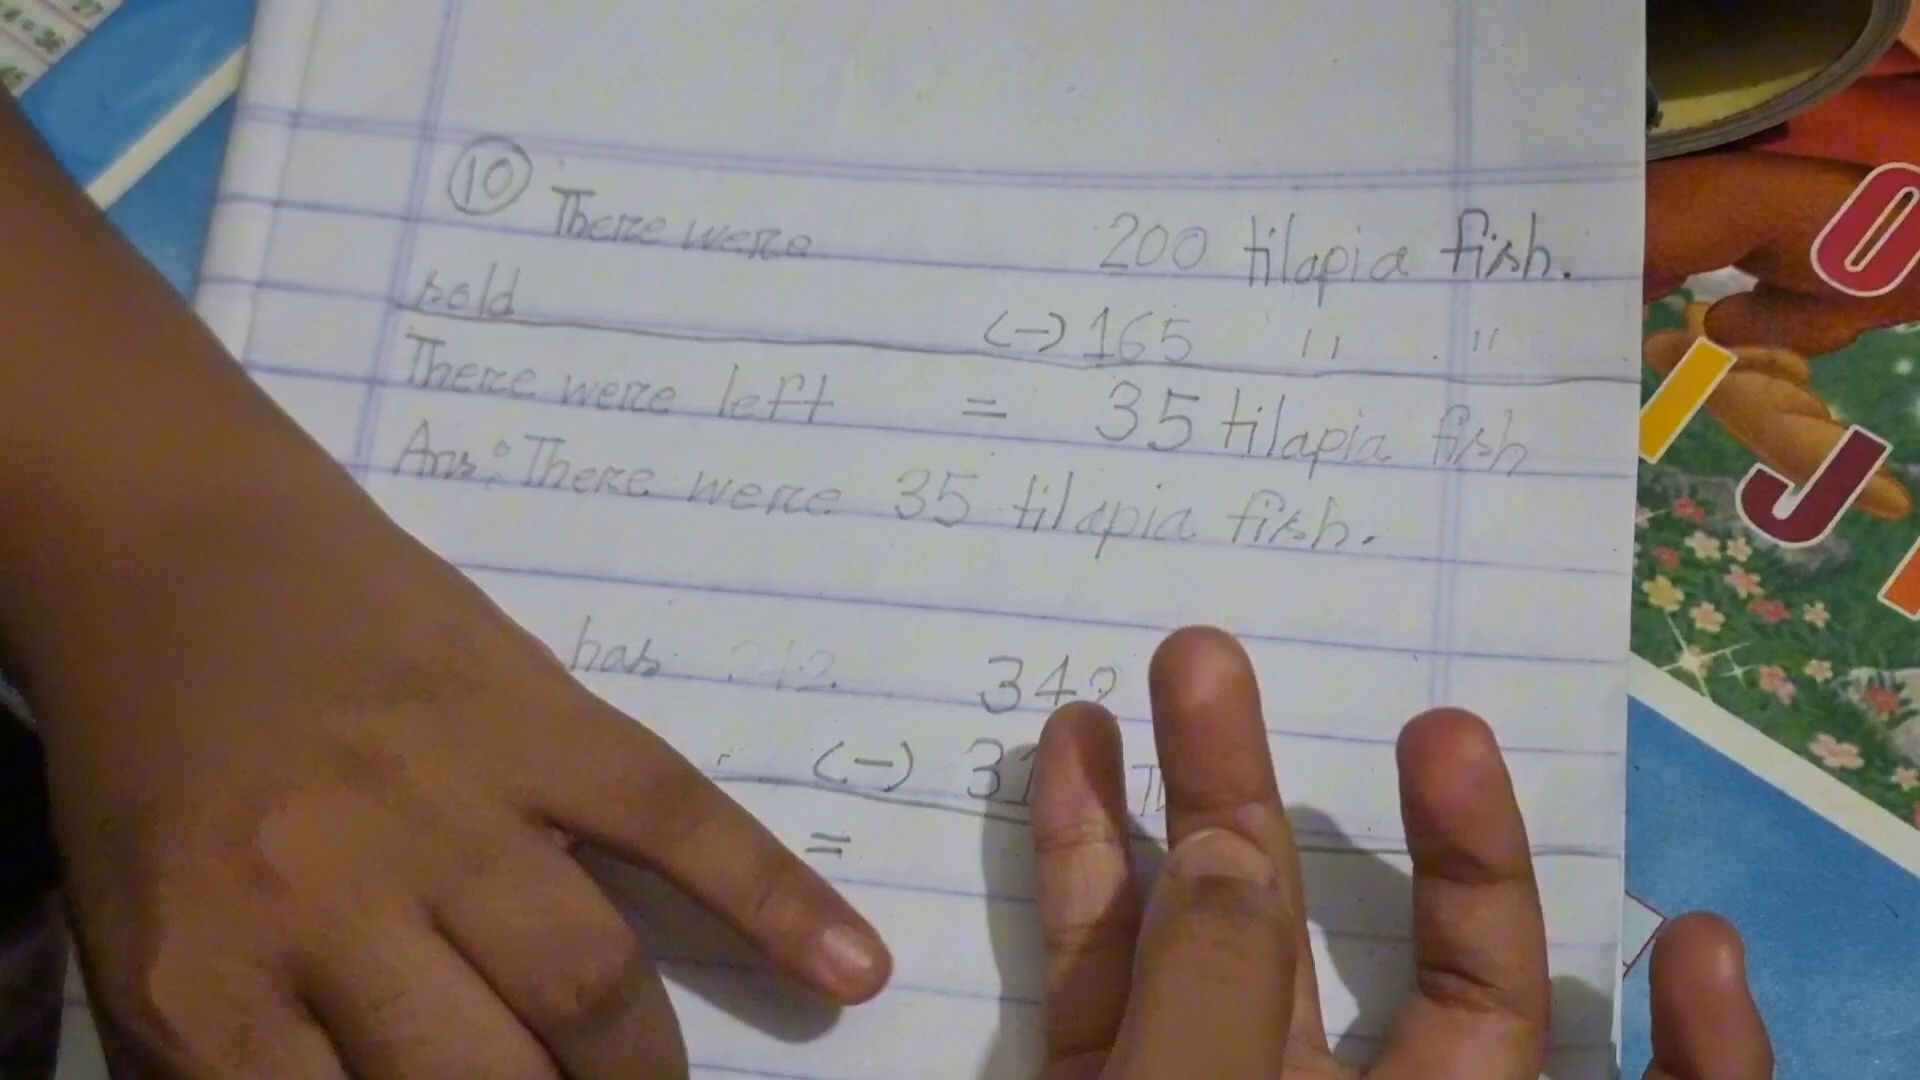 10 There were 200 tilapia fish.
sold (-) 165 " "
There were left = 35 tilapia fish
Ans: There were 35 tilapia fish.
has 342
(-) 31
=
O
I
J